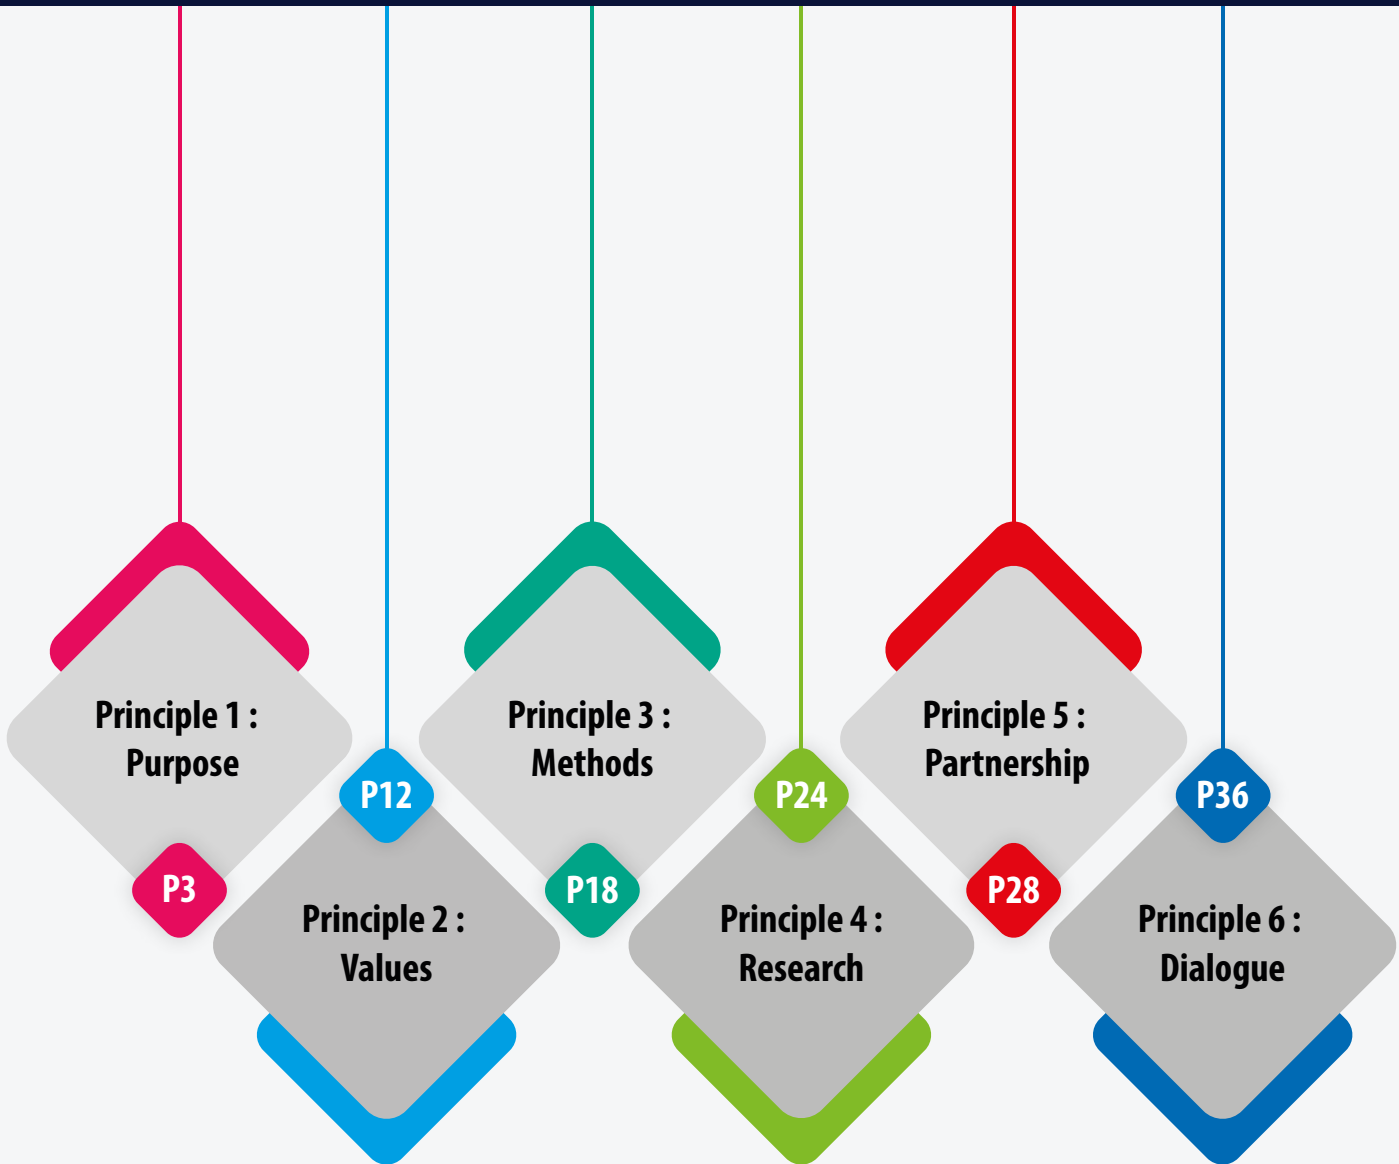 Principle 1 :
Purpose
P3
P12
Principle 2 :
Values
Principle 3 :
Methods
P18
P24
Principle 4 :
Research
Principle 5 :
Partnership
P28
P36
Principle 6 :
Dialogue